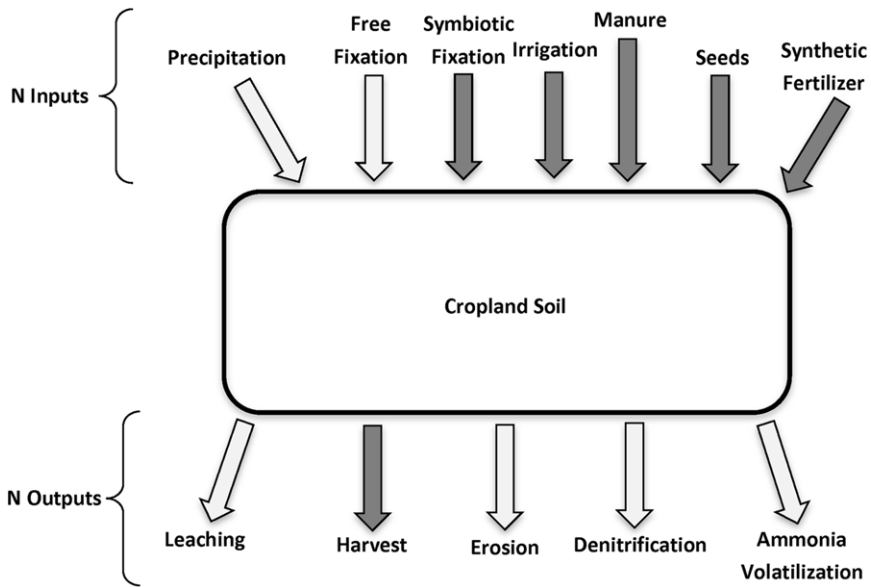 N Inputs
Precipitation
Free
Fixation
Symbiotic
Fixation
Irrigation
Manure
Seeds
Synthetic
Fertilizer
Cropland Soil
N Outputs
Leaching
Harvest
Erosion
Denitrification
Ammonia
Volatilization